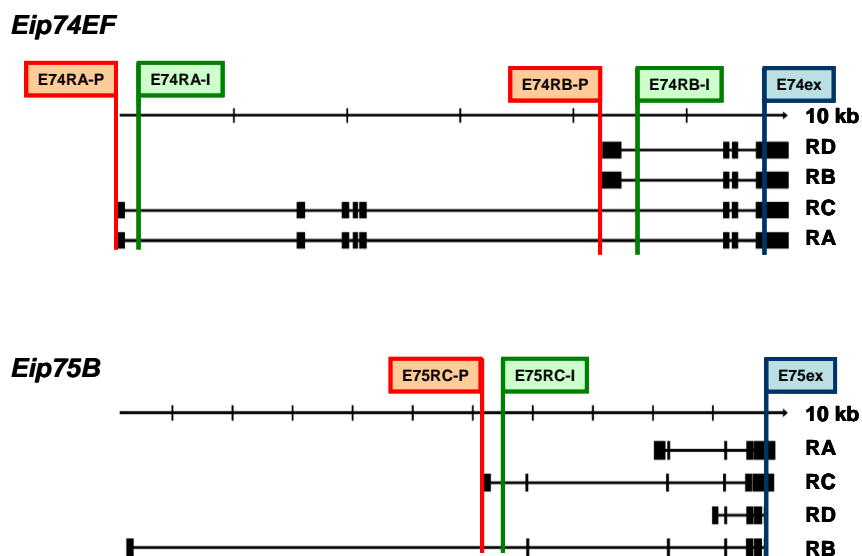 Eip74EF
E74RA-P
E74RA-I
E74RB-P
E74RB-I
E74ex
10 kb
RD
RB
RC
RA
Eip75B
E75RC-P
E75RC-I
E75ex
10 kb
RA
RC
RD
RB